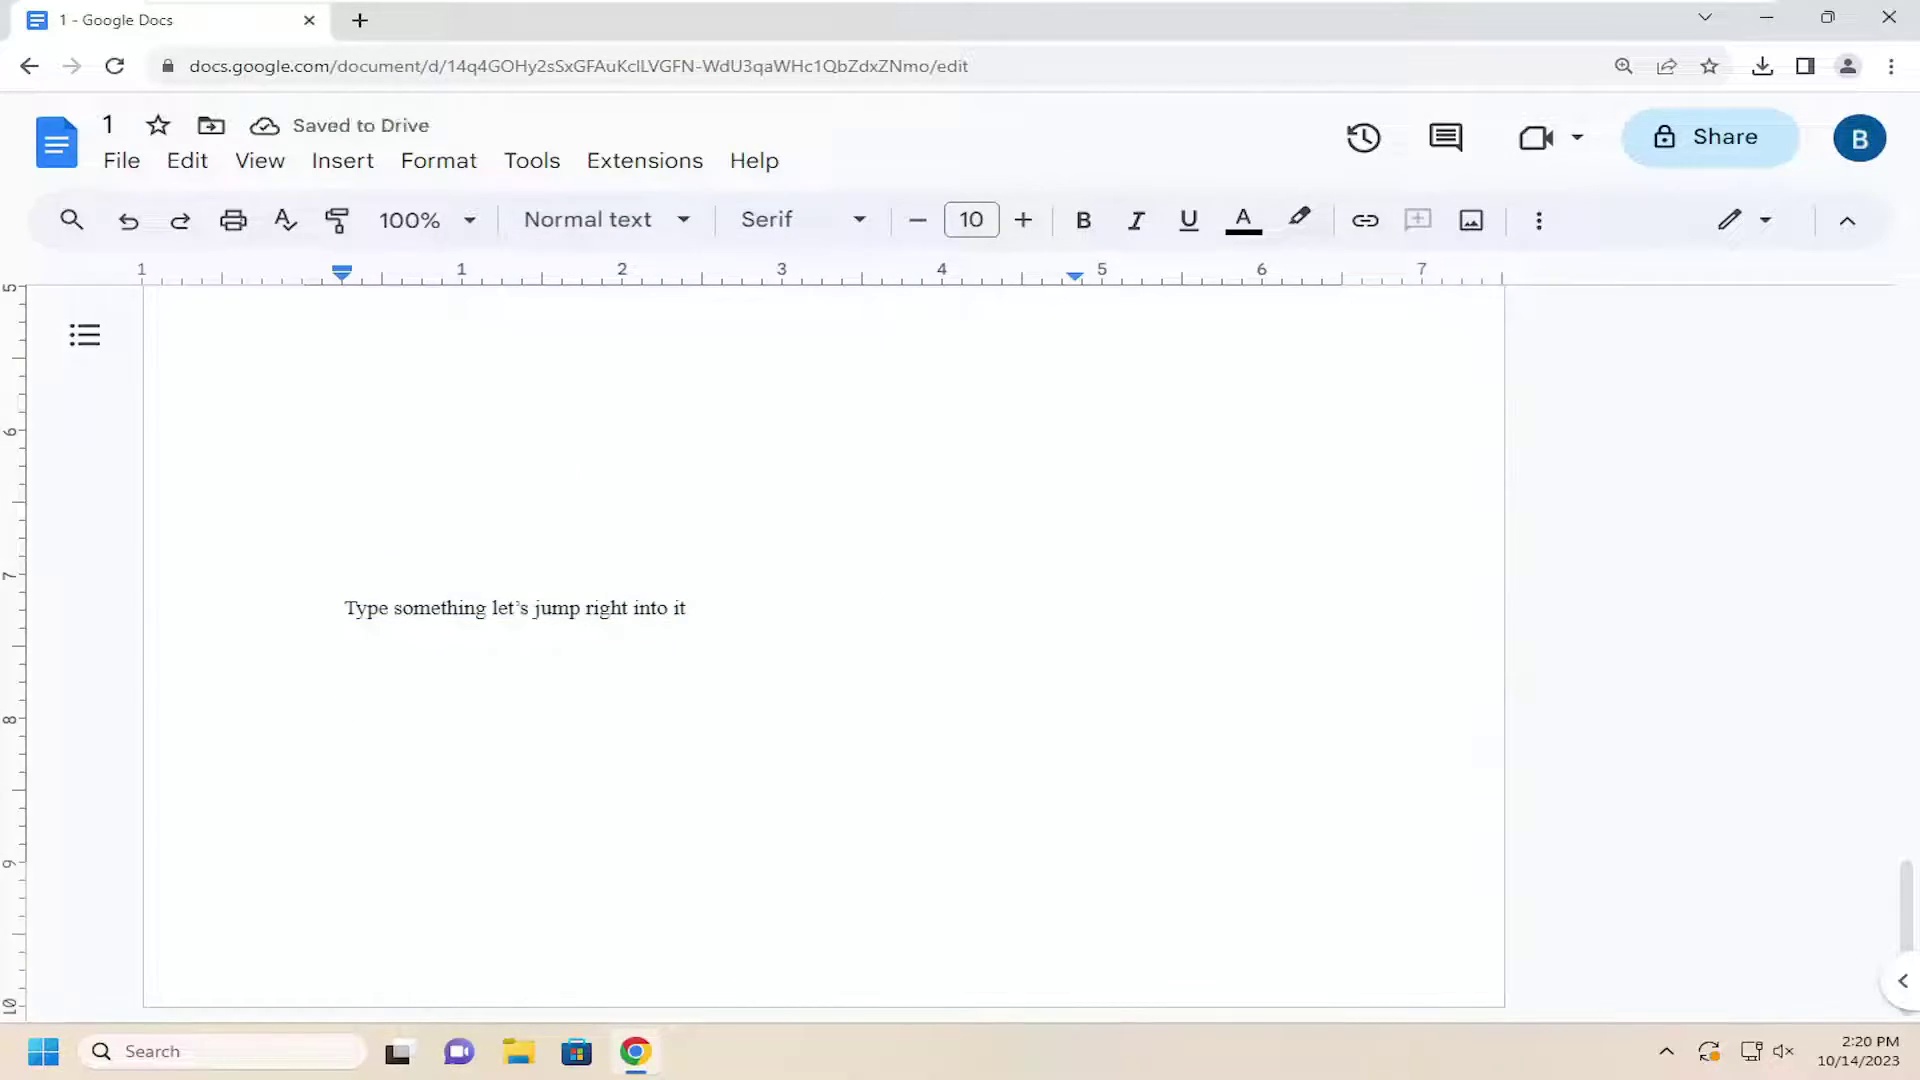 1 - Google Docs
docs.google.com/document/d/14q4GOHy2sSxGFAuKclLVGFN-WdU3qaWHc1QbZdxZNmo/edit
1 Saved to Drive
Share
B
File Edit View Insert Format Tools Extensions Help
100% Normal text Serif 10 B I U A
1 1 2 3 4 5 6 7
5
6
Type something let’s jump right into it
7
8
9
10
Search
2:20 PM
10/14/2023